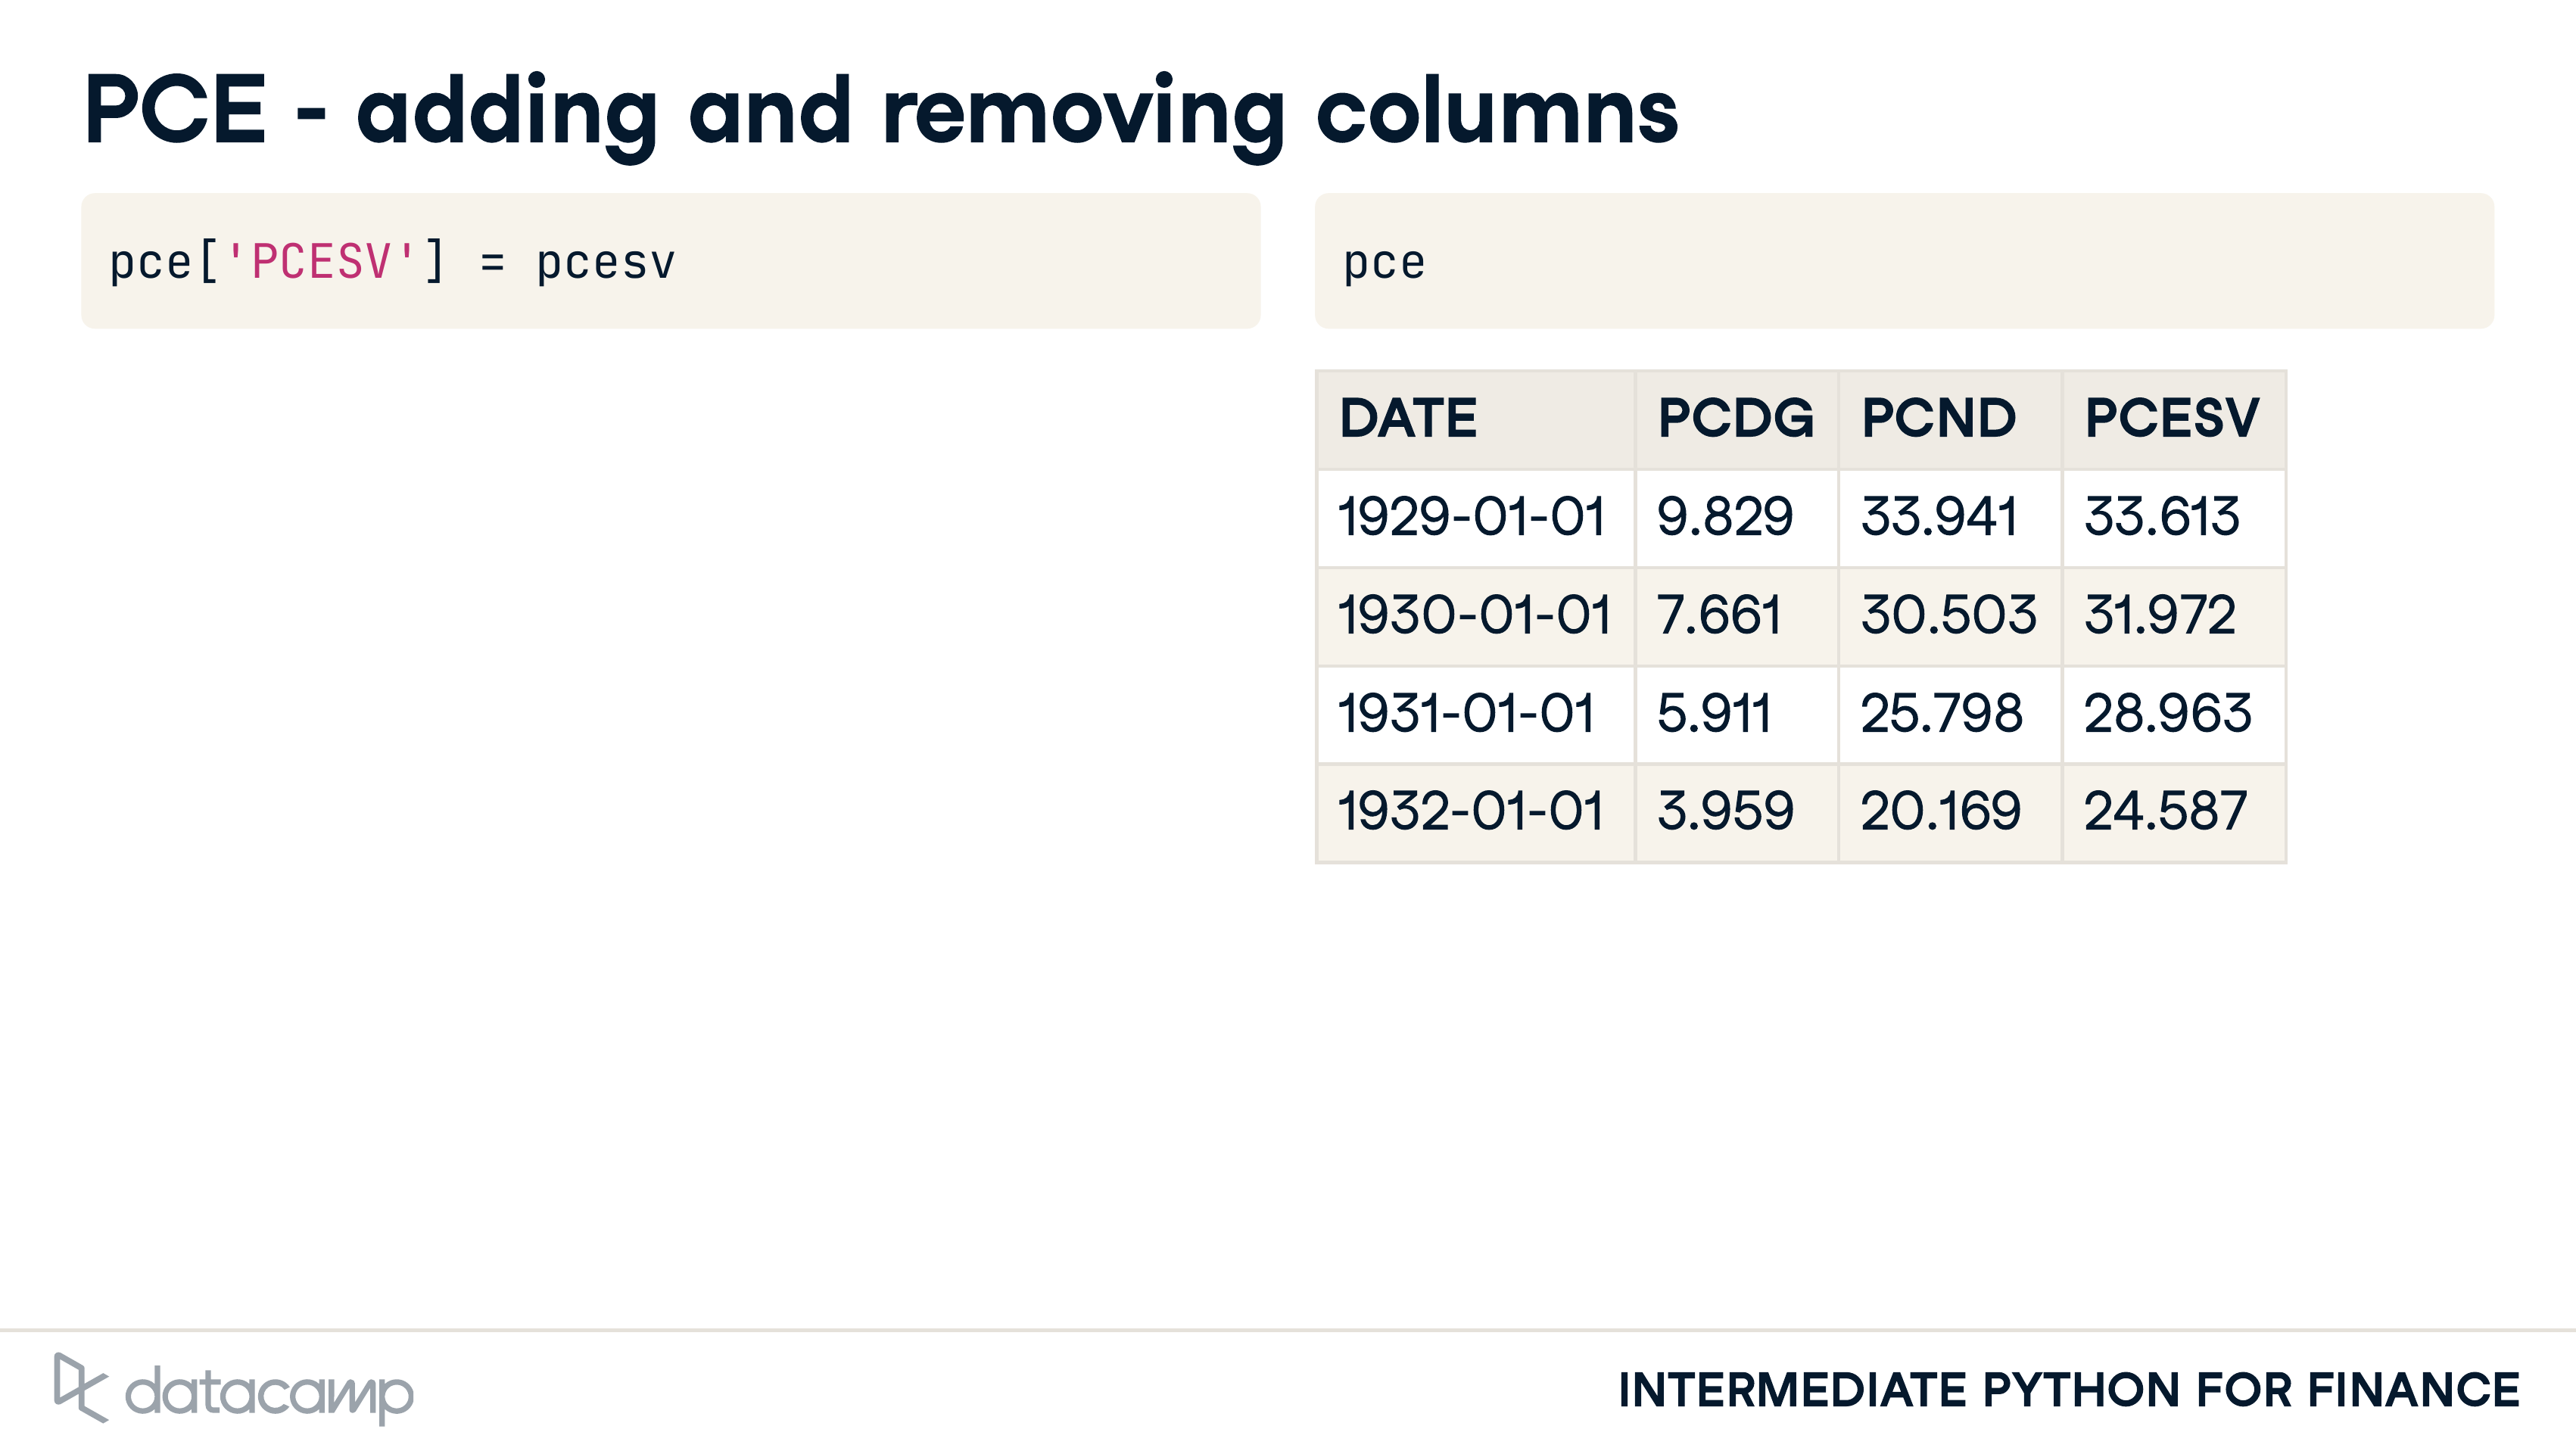 PCE - adding and removing columns
pce['PCESV'] = pcesv
pce
DATE PCDG PCND PCESV
1929-01-01 9.829 33.941 33.613
1930-01-01 7.661 30.503 31.972
1931-01-01 5.911 25.798 28.963
1932-01-01 3.959 20.169 24.587
datacamp
INTERMEDIATE PYTHON FOR FINANCE